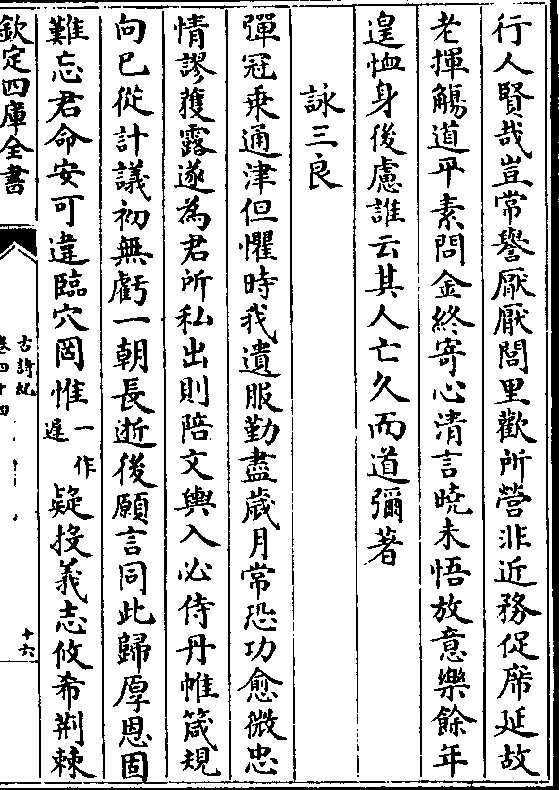 行人賢哉豈常譽厭厭閭里歡所營非近務促席延故
老揮觴道平素問金終寄心清言曉未悟放意樂餘年
遑恤身後慮誰云其人亡久而道彌著
詠三良
彈冠乗通津但懼時我遺服勤盡歲月常恐功愈微忠
情謬獲露遂為君所私出則陪文輿入必侍丹帷箴規
向已從計議初無虧一朝長逝後願言同此歸厚恩固
難忘君命安可違臨穴罔惟一作遲疑投義志攸希荆棘
欽定四庫全書
古詩紀
卷四十四
十六